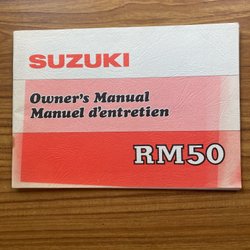 SUZUKI
Owner's Manual
Manuel d'entretien
RM50